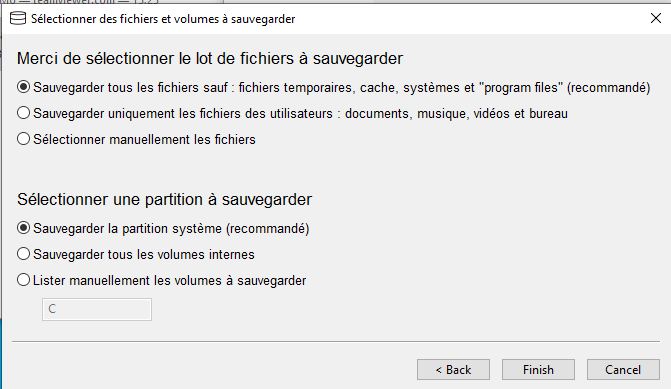 Sélectionner des fichiers et volumes à sauvegarder
Merci de sélectionner le lot de fichiers à sauvegarder
Sauvegarder tous les fichiers sauf : fichiers temporaires, cache, systèmes et "program files" (recommandé)
Sauvegarder uniquement les fichiers des utilisateurs : documents, musique, vidéos et bureau
Sélectionner manuellement les fichiers
Sélectionner une partition à sauvegarder
Sauvegarder la partition système (recommandé)
Sauvegarder tous les volumes internes
Lister manuellement les volumes à sauvegarder
C
< Back
Finish
Cancel